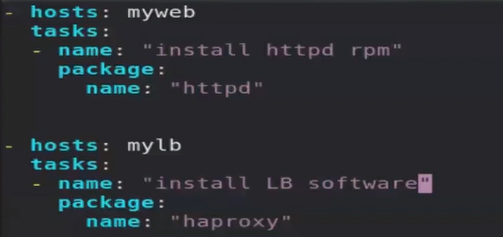 - hosts: myweb
  tasks:
  - name: "install httpd rpm"
    package:
      name: "httpd"
- hosts: mylb
  tasks:
  - name: "install LB software"
    package:
      name: "haproxy"